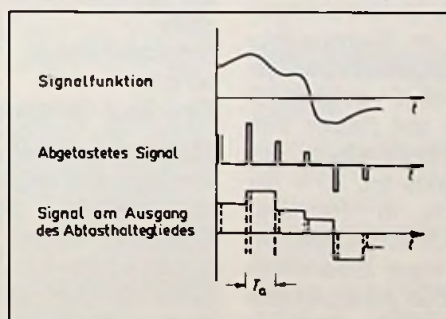 Signalfunktion
t
Abgetastetes Signal
t
Signal am Ausgang
des Abtasthaltegliedes
t
Ta